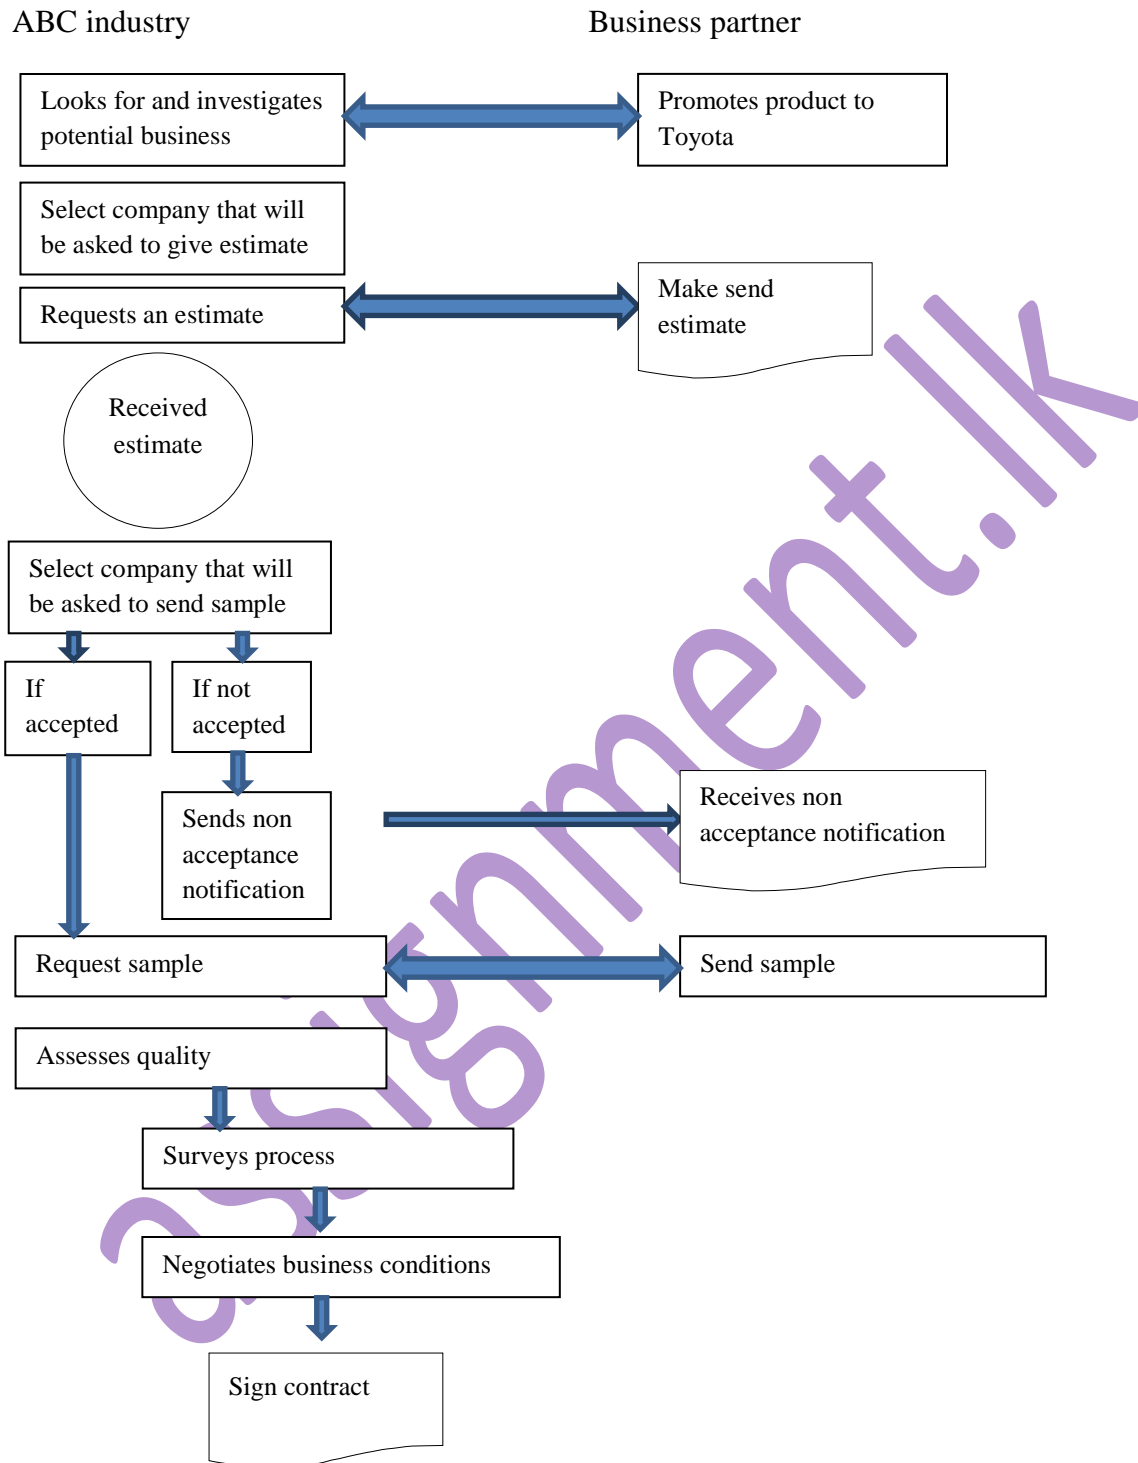 ABC industry
Business partner
Looks for and investigates
potential business
Promotes product to
Toyota
Select company that will
be asked to give estimate
Requests an estimate
Make send
estimate
Received
estimate
Select company that will
be asked to send sample
If
accepted
If not
accepted
Sends non
acceptance
notification
Receives non
acceptance notification
Request sample
Send sample
Assesses quality
Surveys process
Negotiates business conditions
Sign contract
assignment.lk